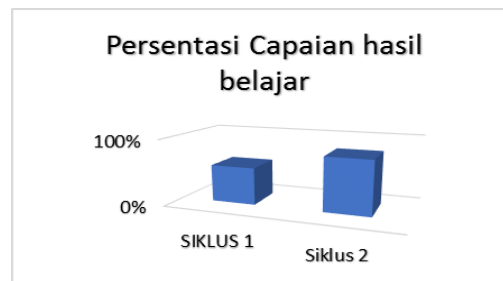 Persentasi Capaian hasil
belajar
100%
0%
SIKLUS 1
Siklus 2